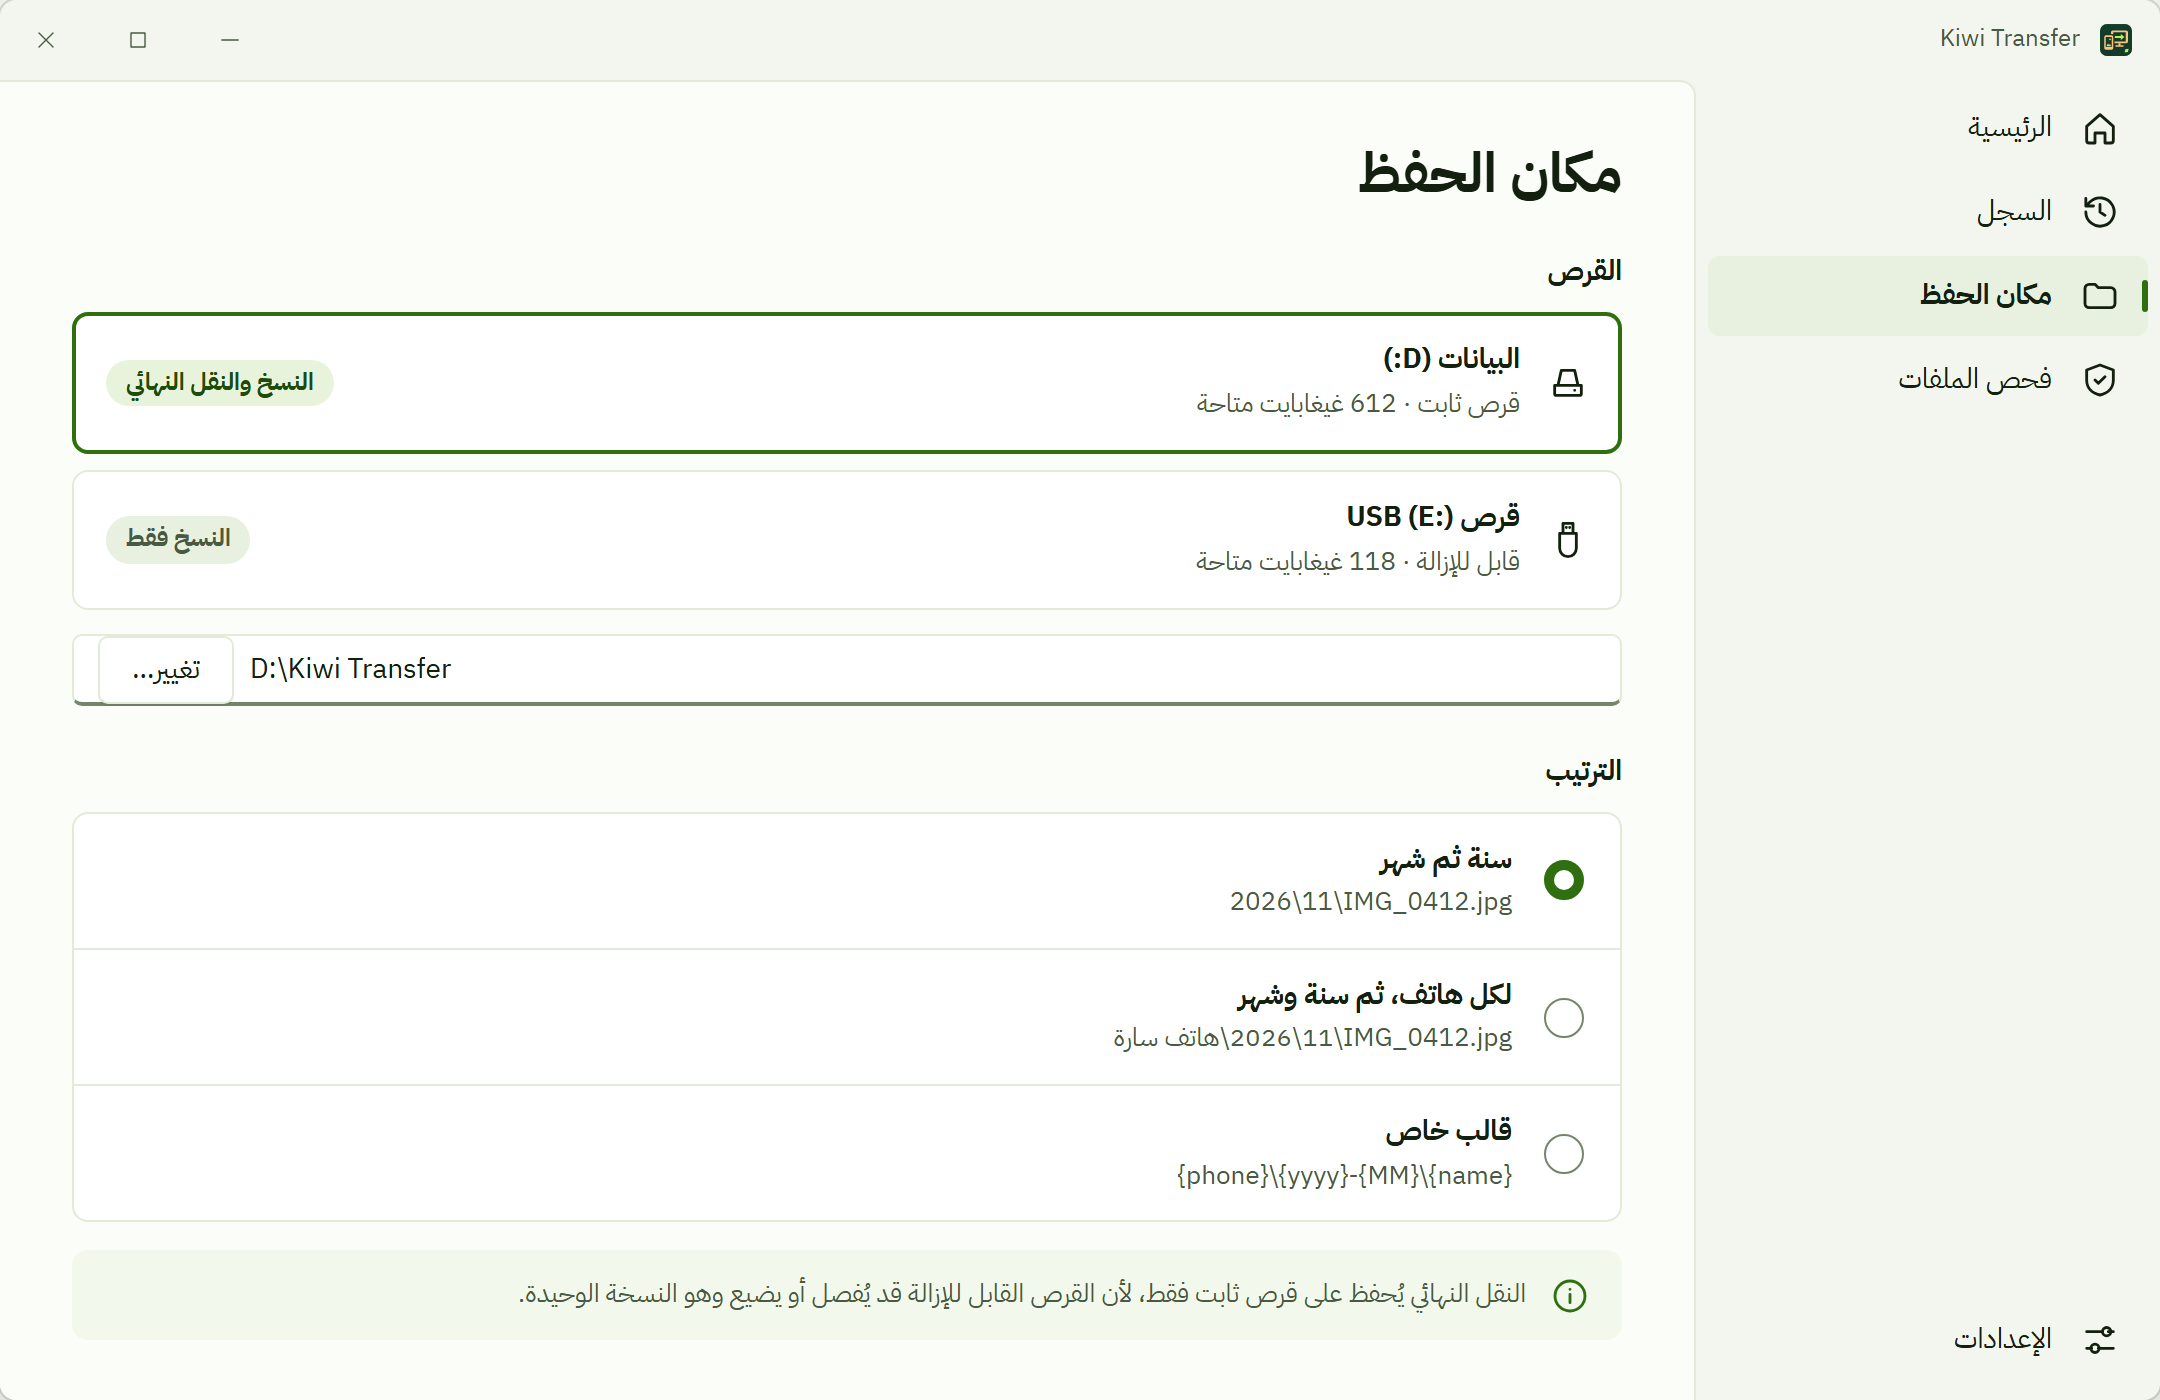 Kiwi Transfer
الرئيسية
السجل
مكان الحفظ
فحص الملفات
الإعدادات
مكان الحفظ
القرص
البيانات (D:)
قرص ثابت · 612 غيغابايت متاحة
النسخ والنقل النهائي
قرص USB (E:)
قابل للإزالة · 118 غيغابايت متاحة
النسخ فقط
D:\Kiwi Transfer
تغيير...
الترتيب
سنة ثم شهر
2026\11\IMG_0412.jpg
لكل هاتف، ثم سنة وشهر
هاتف سارة\2026\11\IMG_0412.jpg
قالب خاص
{phone}\{yyyy}-{MM}\{name}
النقل النهائي يُحفظ على قرص ثابت فقط، لأن القرص القابل للإزالة قد يُفصل أو يضيع وهو النسخة الوحيدة.